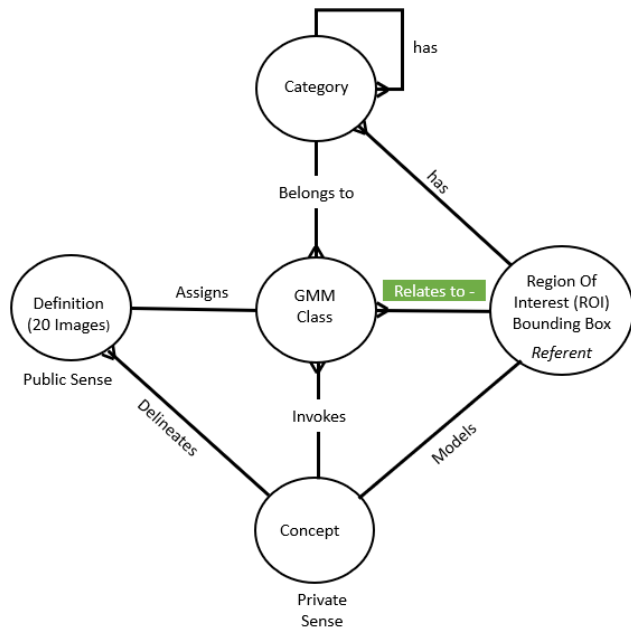 has
Category
has
Belongs to
Assigns
GMM
Class
Relates to -
Region Of
Interest (ROI)
Bounding Box
Referent
Definition
(20 Images)
Public Sense
Delineates
Invokes
Models
Concept
Private
Sense